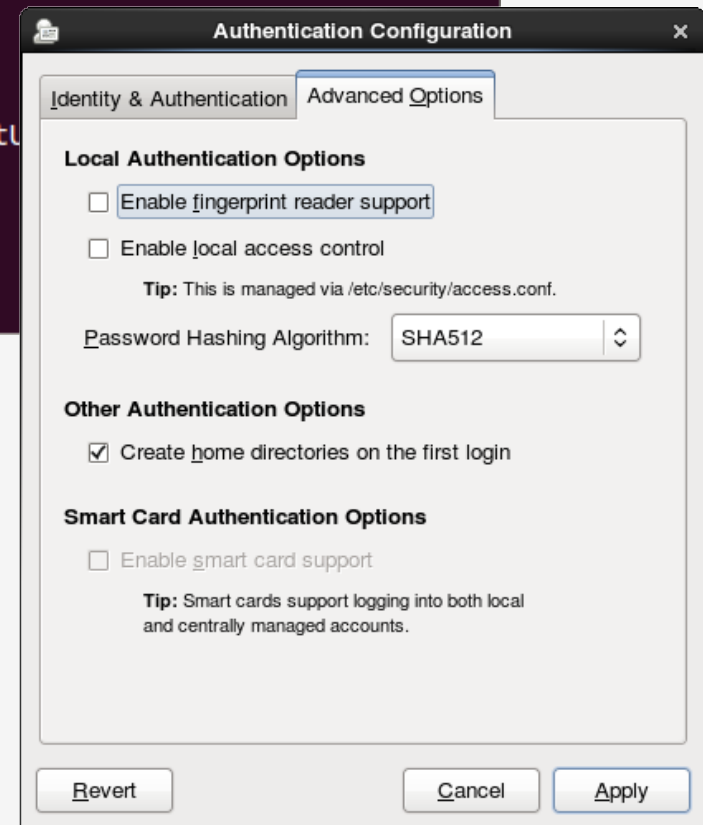 Authentication Configuration
Identity & Authentication
Advanced Options
Local Authentication Options
Enable fingerprint reader support
Enable local access control
Tip: This is managed via /etc/security/access.conf.
Password Hashing Algorithm: SHA512
Other Authentication Options
Create home directories on the first login
Smart Card Authentication Options
Enable smart card support
Tip: Smart cards support logging into both local
and centrally managed accounts.
Revert
Cancel
Apply